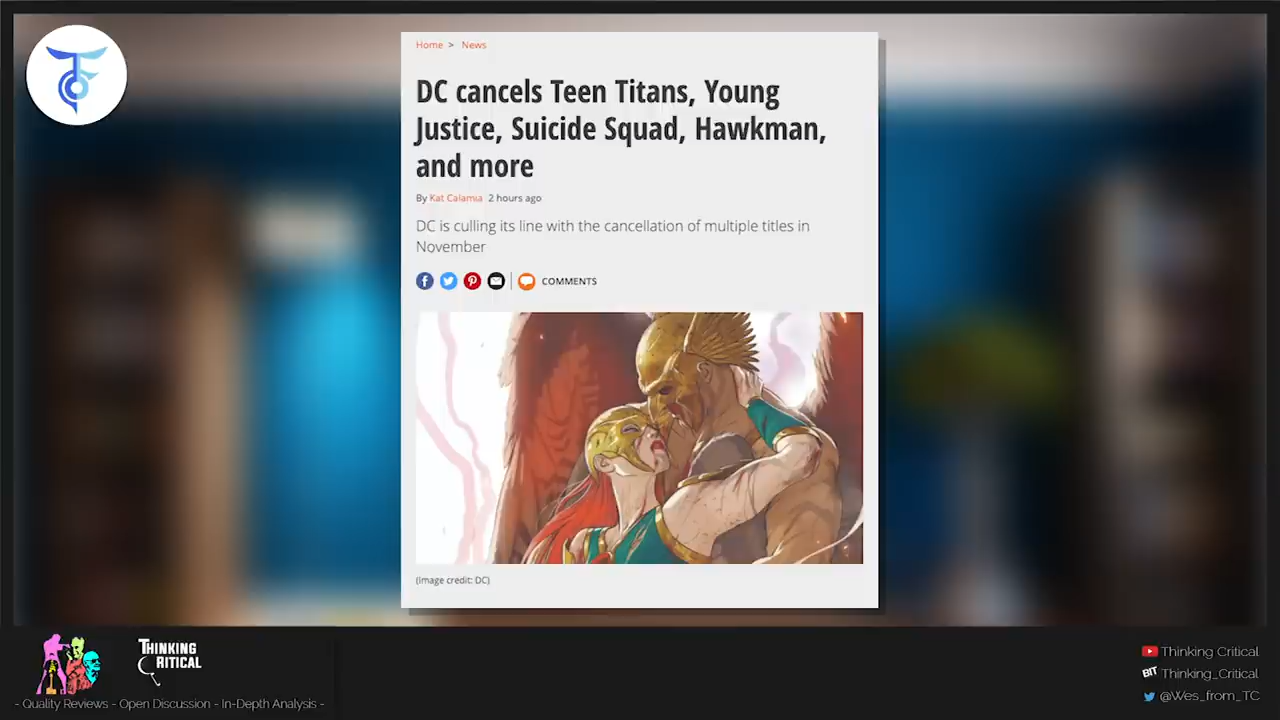 Home > News
DC cancels Teen Titans, Young
Justice, Suicide Squad, Hawkman,
and more
By Kat Calamia 2 hours ago
DC is culling its line with the cancellation of multiple titles in
November
COMMENTS
(Image credit: DC)
THINKING
CRITICAL
- Quality Reviews - Open Discussion - In-Depth Analysis -
Thinking Critical
BIT Thinking_Critical
@Wes_from_TC